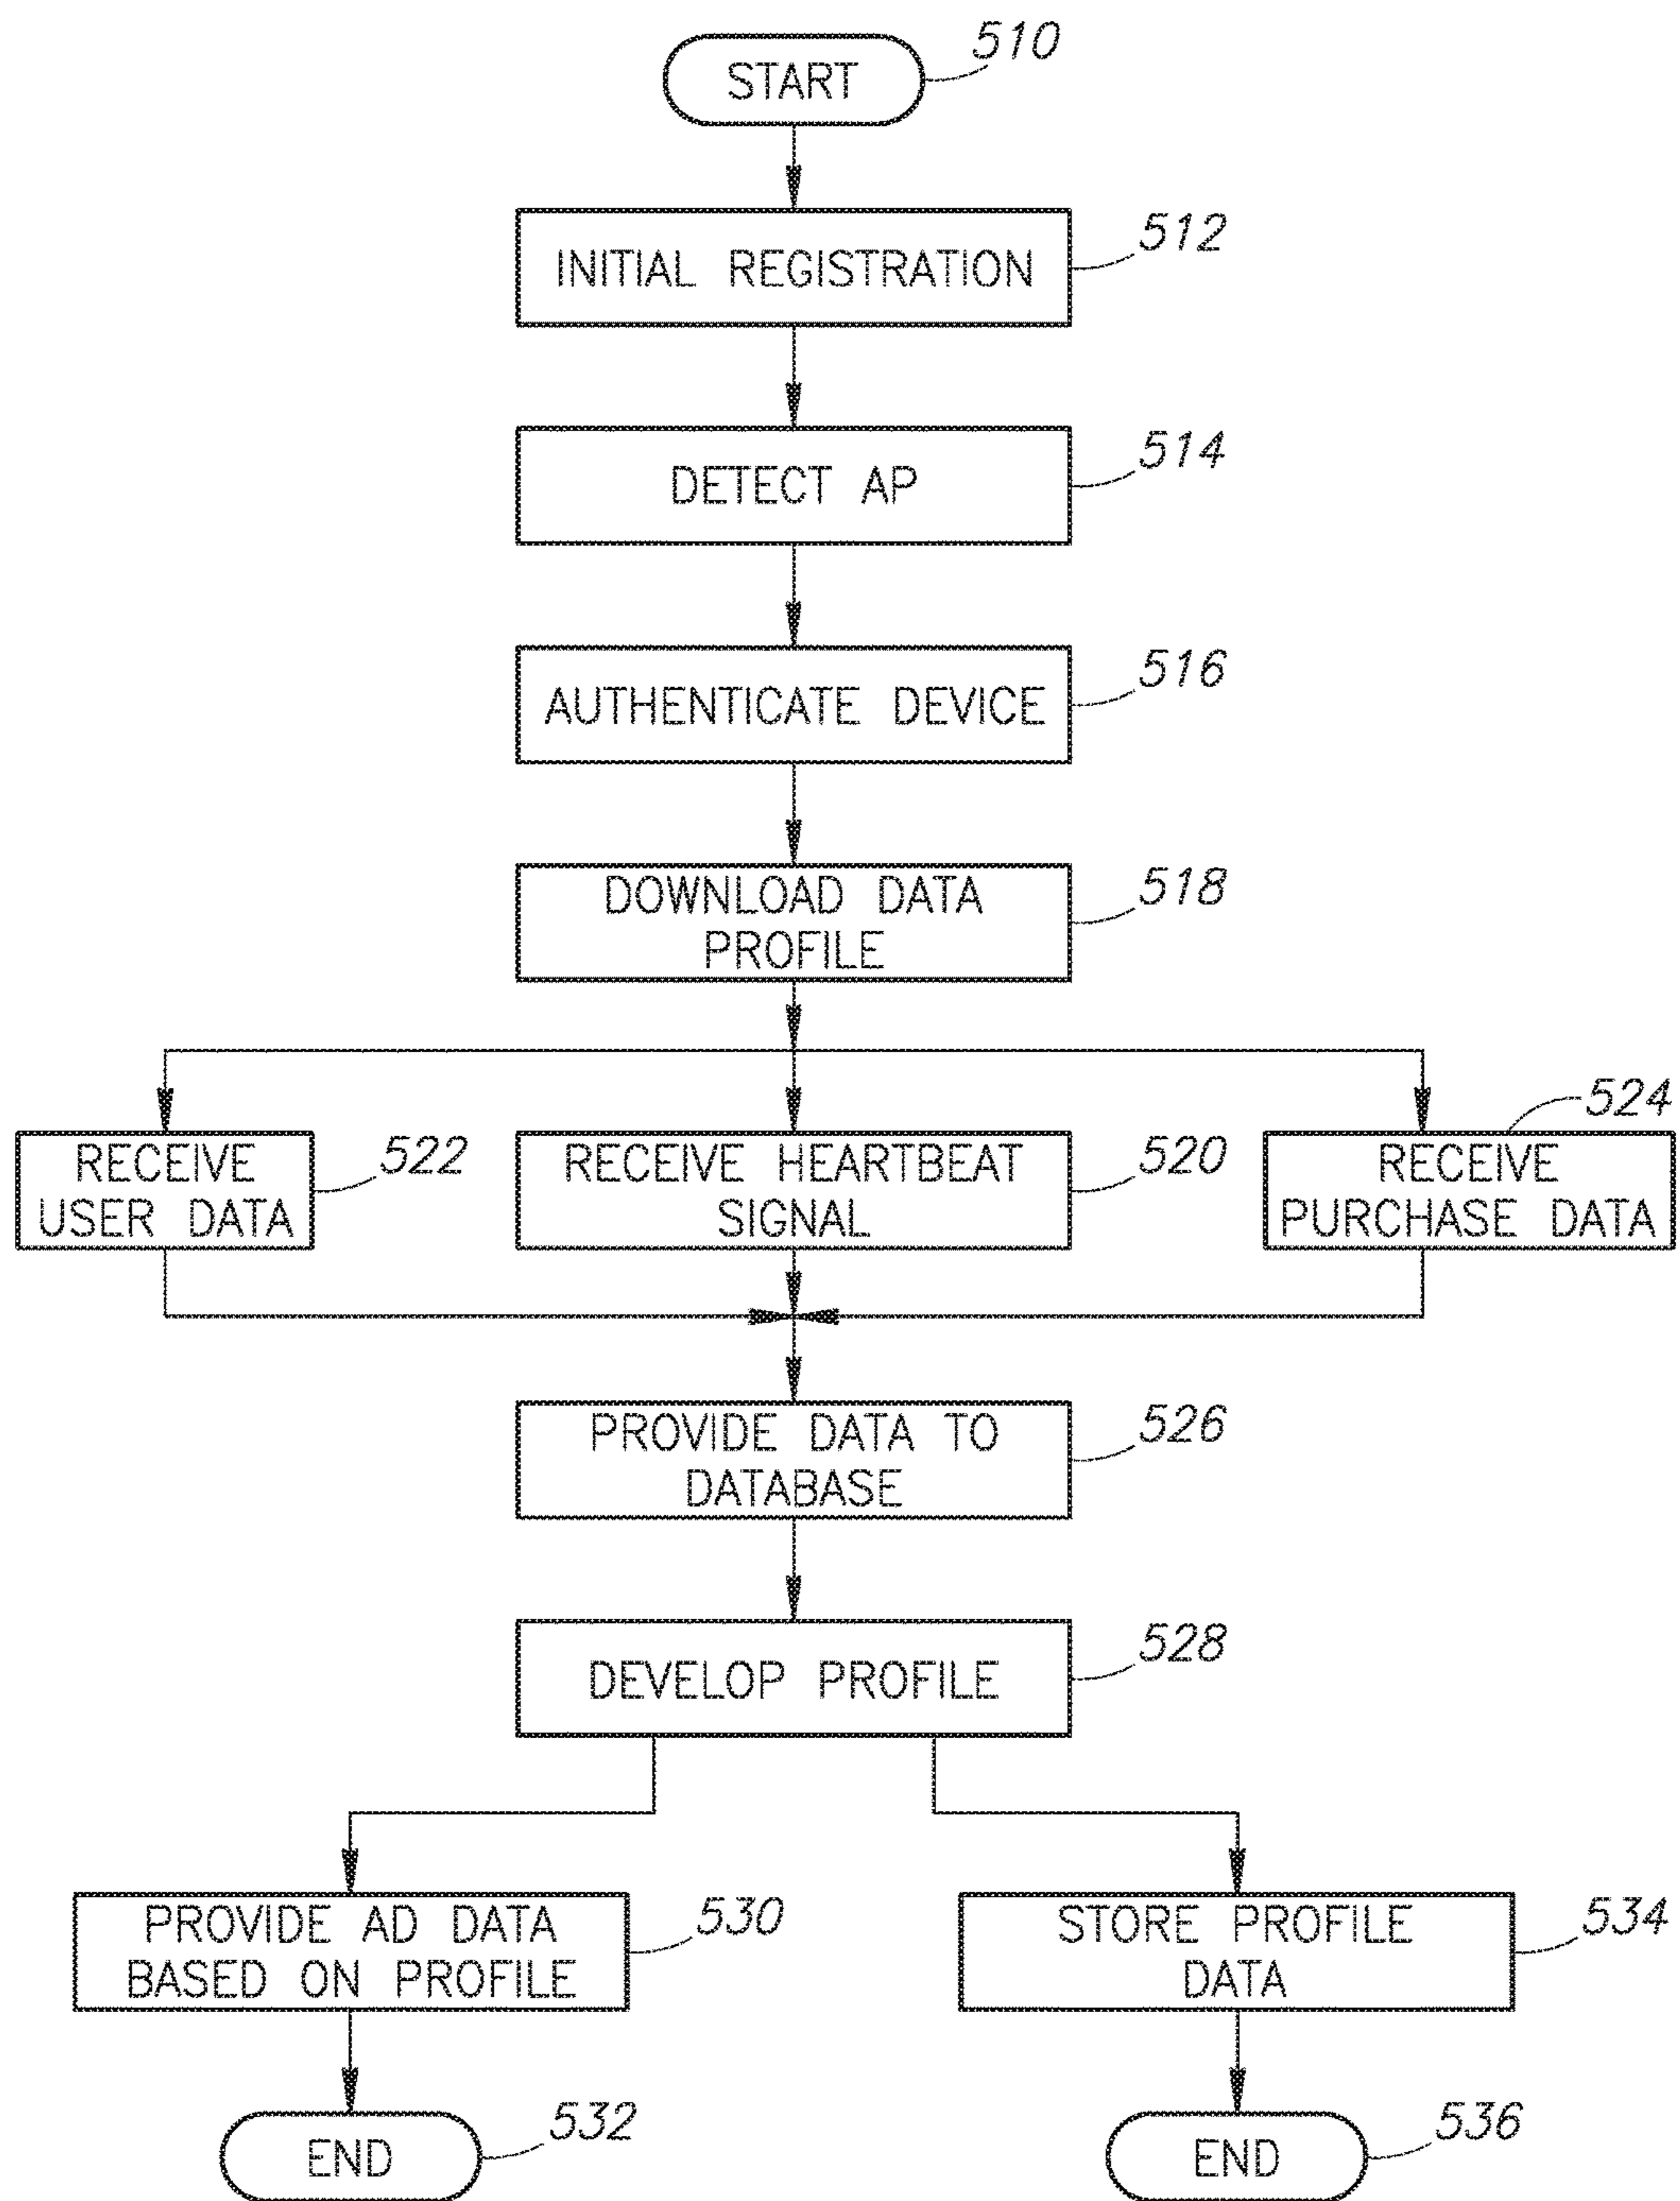 START
510
INITIAL REGISTRATION
512
DETECT AP
514
AUTHENTICATE DEVICE
516
DOWNLOAD DATA
PROFILE
518
RECEIVE
USER DATA
522
RECEIVE HEARTBEAT
SIGNAL
520
RECEIVE
PURCHASE DATA
524
PROVIDE DATA TO
DATABASE
526
DEVELOP PROFILE
528
PROVIDE AD DATA
BASED ON PROFILE
530
STORE PROFILE
DATA
534
END
532
END
536